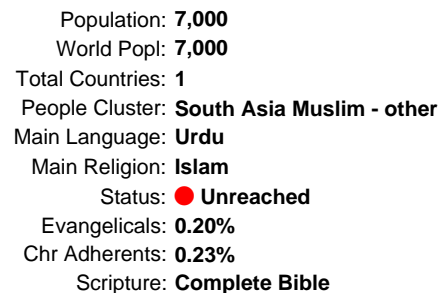 Population: 7,000
World Popl: 7,000
Total Countries: 1
People Cluster: South Asia Muslim - other
Main Language: Urdu
Main Religion: Islam
Status: Unreached
Evangelicals: 0.20%
Chr Adherents: 0.23%
Scripture: Complete Bible